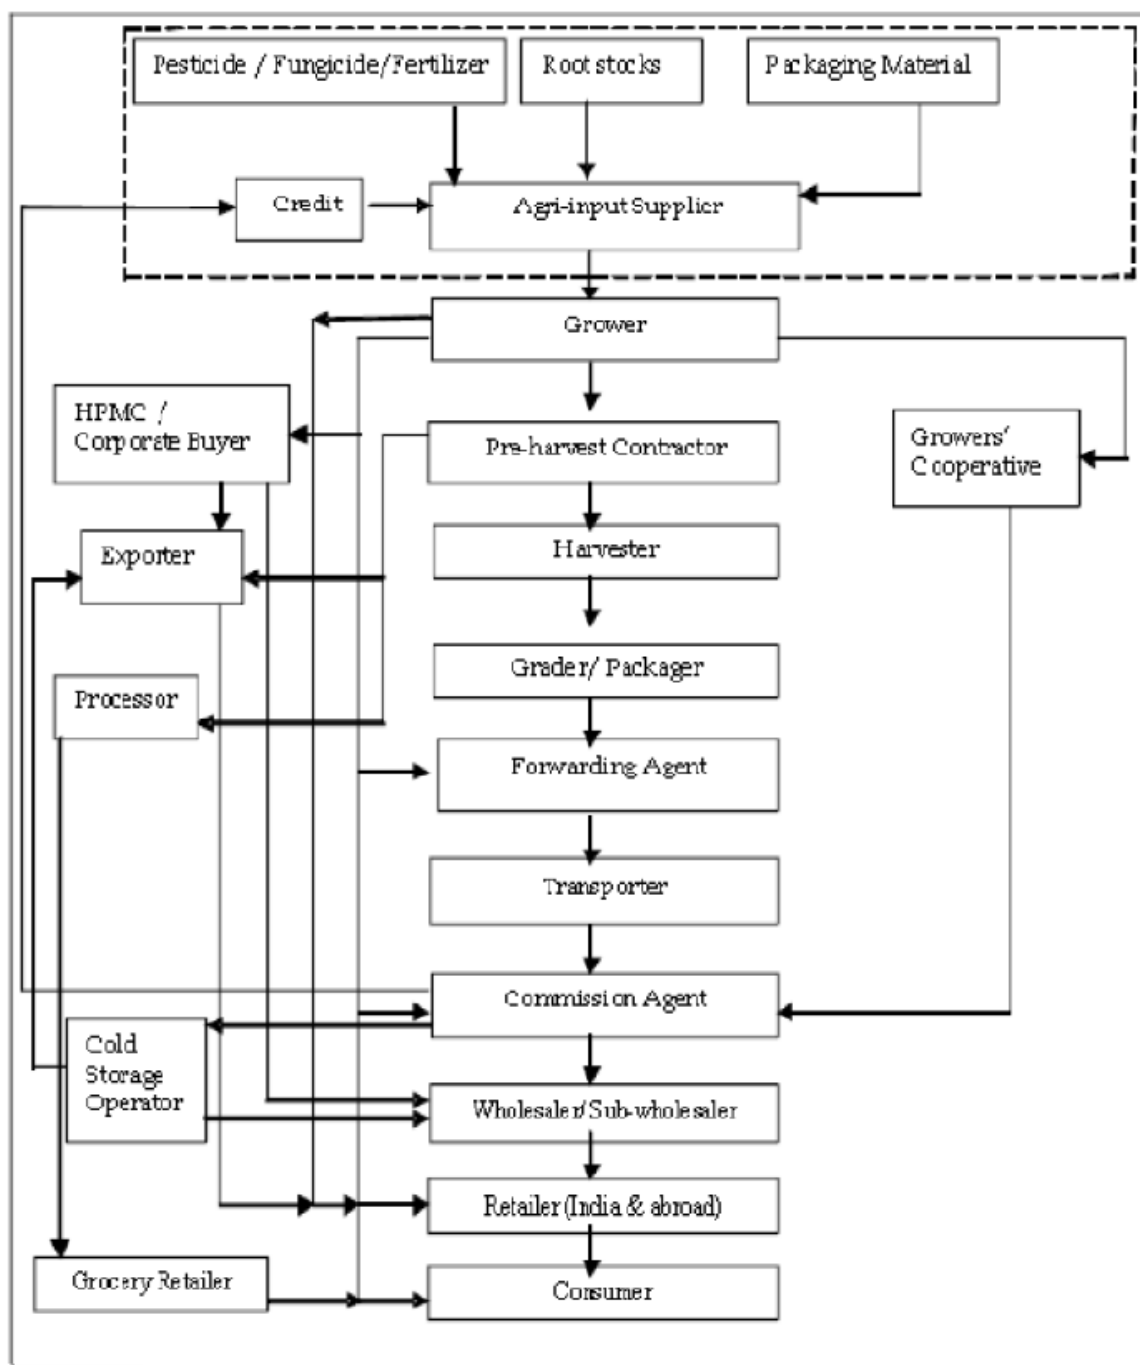 Pesticide / Fungicide/Fertilizer
Root stocks
Packaging Material
Credit
Agri-input Supplier
Grower
HPMC /
Corporate Buyer
Pre-harvest Contractor
Growers'
Cooperative
Exporter
Harvester
Grader/ Packager
Processor
Forwarding Agent
Transporter
Commission Agent
Cold
Storage
Operator
Wholesaler/Sub-wholesaler
Retailer (India & abroad)
Grocery Retailer
Consumer